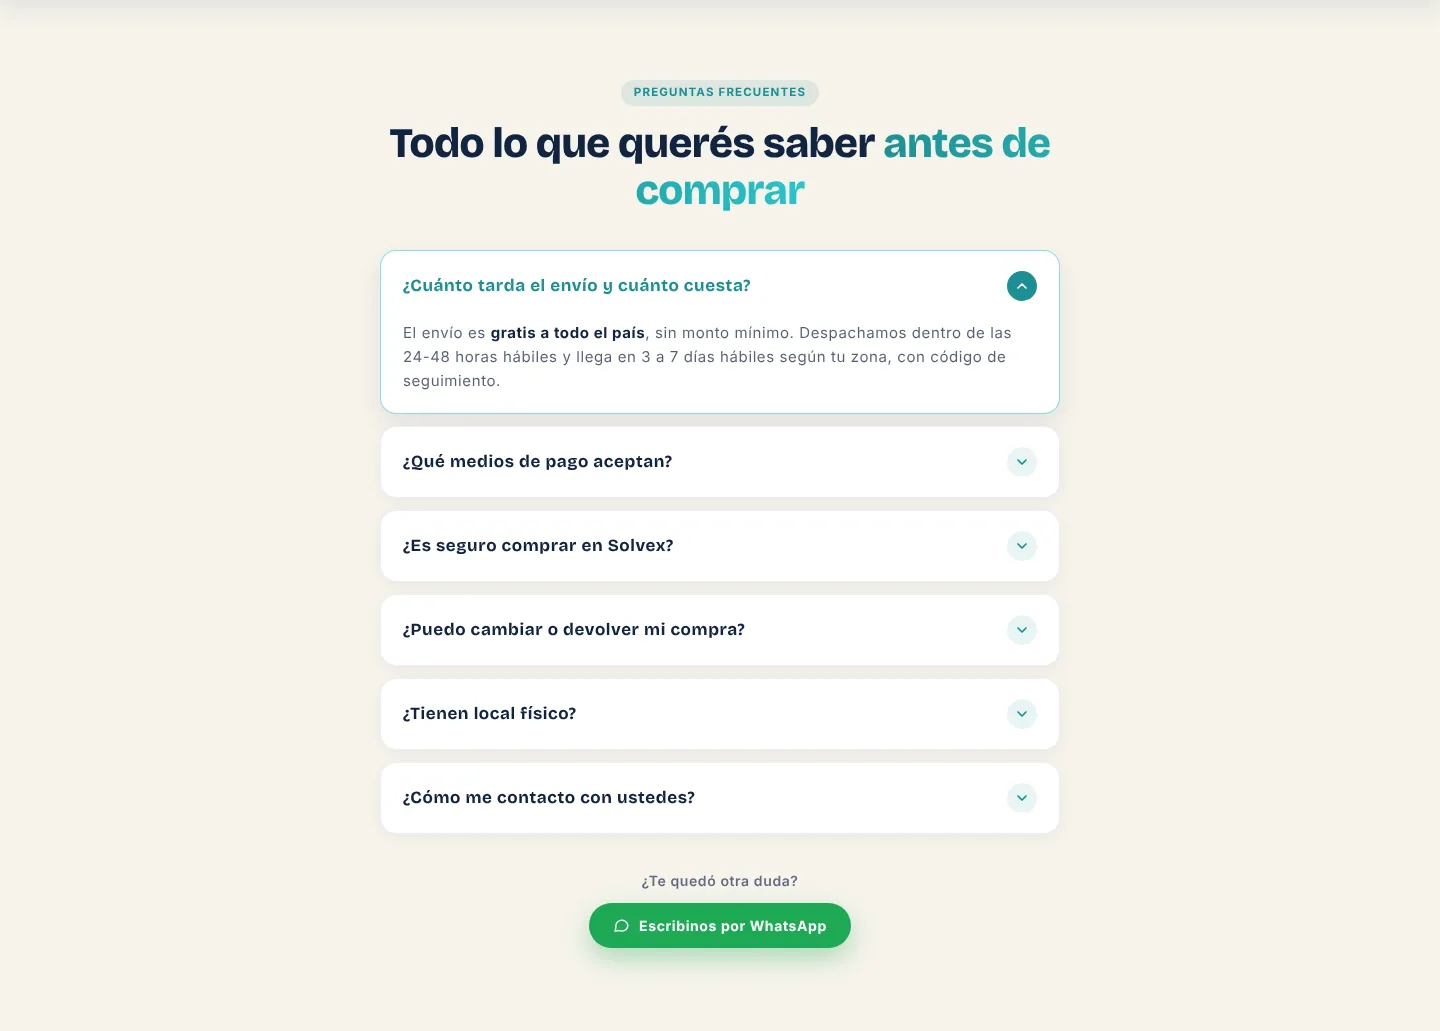 PREGUNTAS FRECUENTES
Todo lo que querés saber antes de
comprar
¿Cuánto tarda el envío y cuánto cuesta?
El envío es gratis a todo el país, sin monto mínimo. Despachamos dentro de las
24-48 horas hábiles y llega en 3 a 7 días hábiles según tu zona, con código de
seguimiento.
¿Qué medios de pago aceptan?
¿Es seguro comprar en Solvex?
¿Puedo cambiar o devolver mi compra?
¿Tienen local físico?
¿Cómo me contacto con ustedes?
¿Te quedó otra duda?
Escribinos por WhatsApp